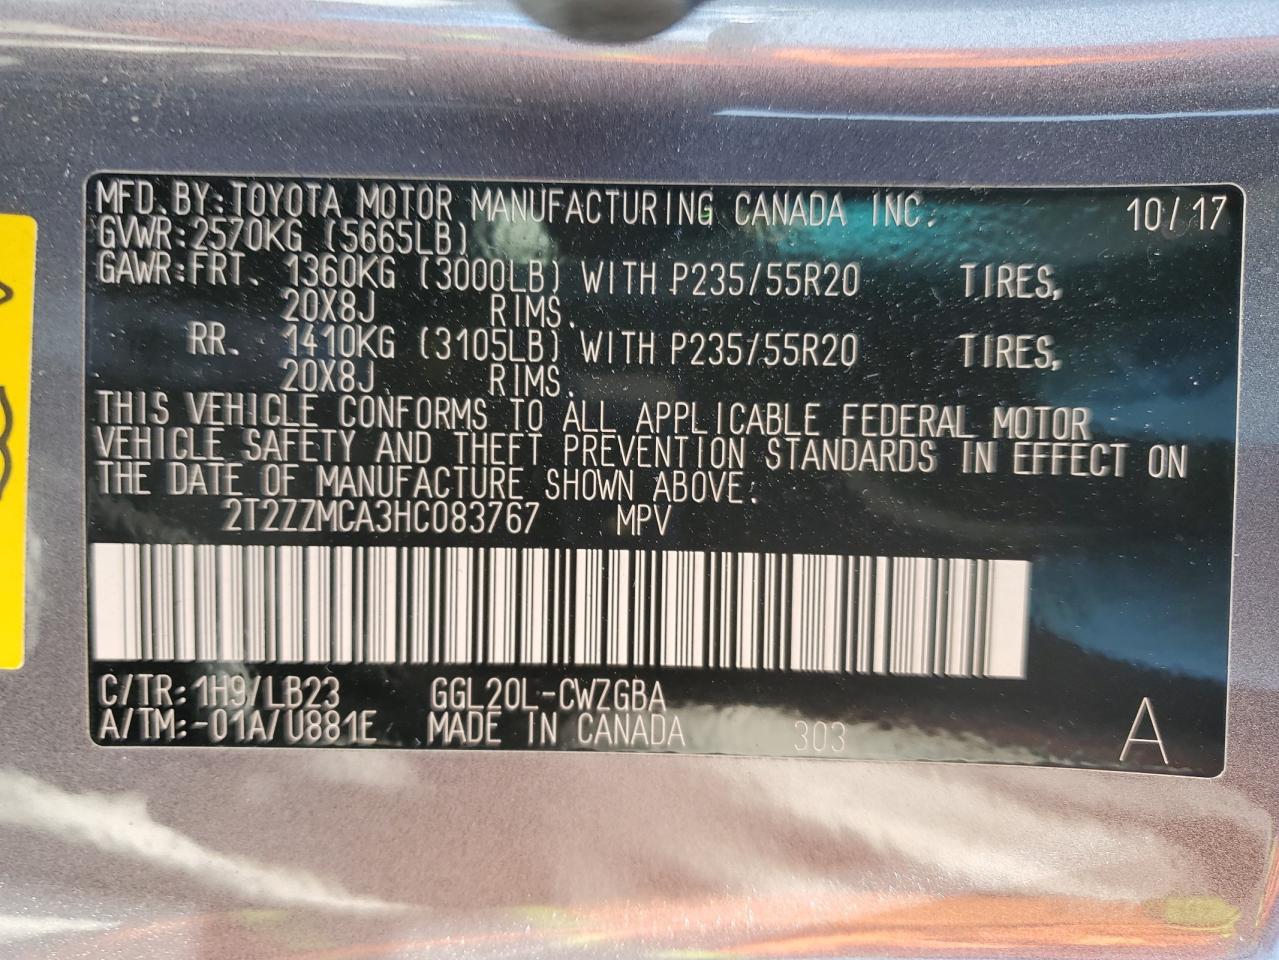 MFD. BY: TOYOTA MOTOR MANUFACTURING CANADA INC. 10/17
GVWR: 2570KG (5665LB)
GAWR: FRT. 1360KG (3000LB) WITH P235/55R20 TIRES,
20X8J RIMS.
RR. 1410KG (3105LB) WITH P235/55R20 TIRES,
20X8J RIMS.
THIS VEHICLE CONFORMS TO ALL APPLICABLE FEDERAL MOTOR
VEHICLE SAFETY AND THEFT PREVENTION STANDARDS IN EFFECT ON
THE DATE OF MANUFACTURE SHOWN ABOVE.
2T2ZZMCA3HC083767 MPV
C/TR: 1H9/LB23 GGL20L-CWZGBA
A/TM: -01A/U881E MADE IN CANADA 303 A